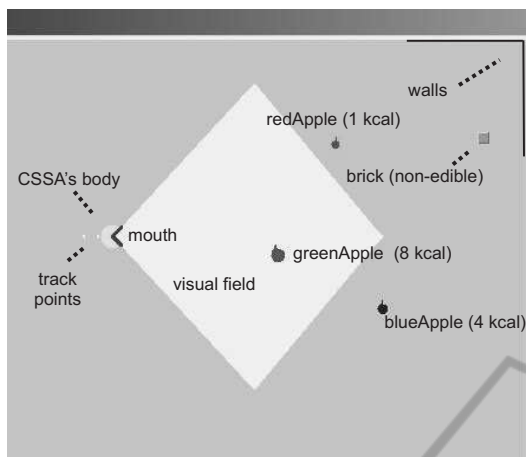 walls
redApple (1 kcal)
brick (non-edible)
CSSA's body
mouth
greenApple (8 kcal)
track
points
visual field
blueApple (4 kcal)